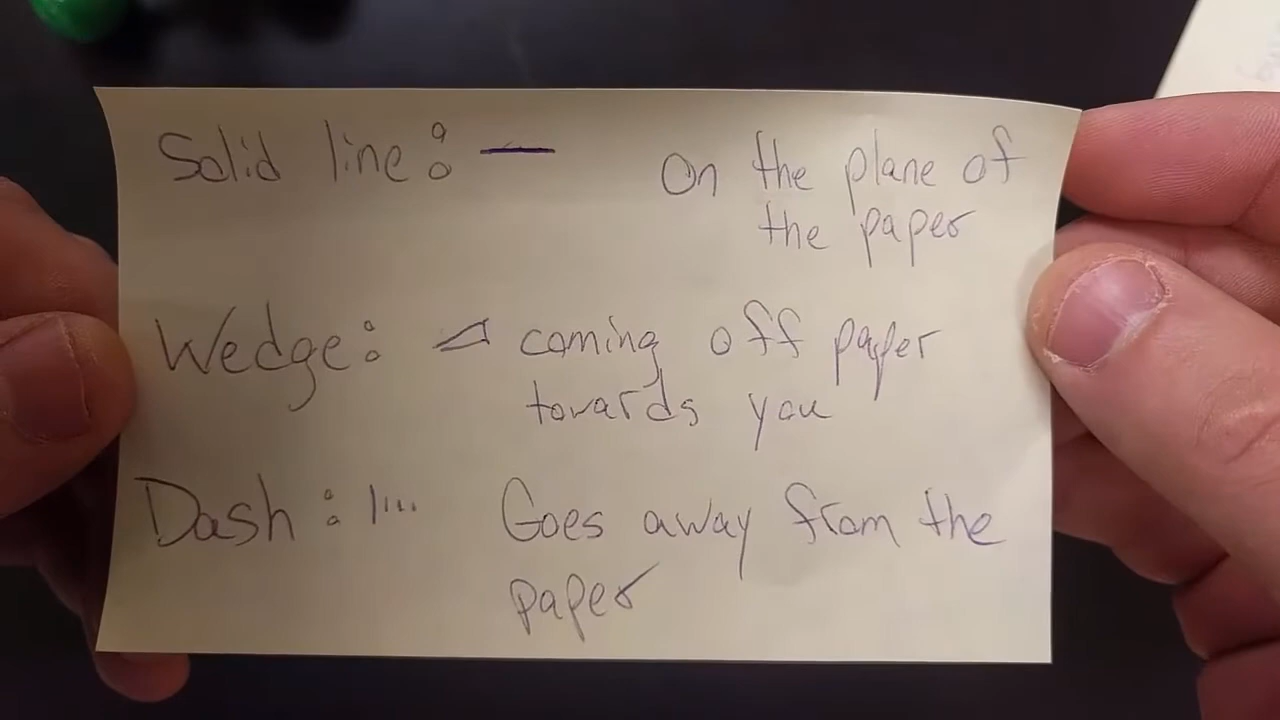 Solid line: — On the plane of
the paper
Wedge: coming off paper
towards you
Dash: Goes away from the
paper